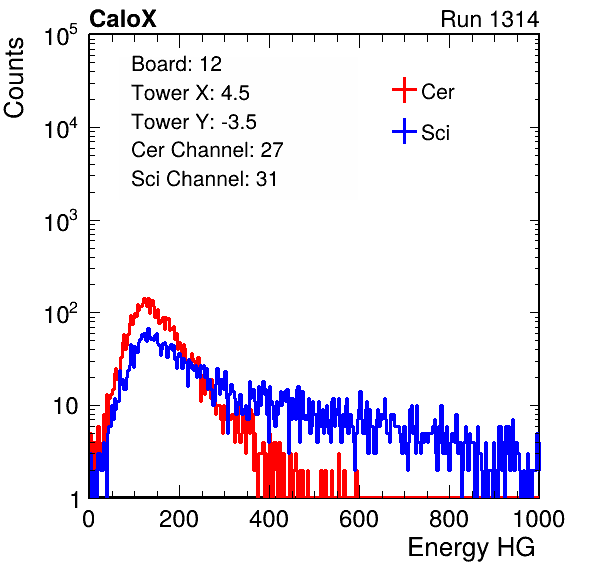 CaloX Run 1314
Counts
10^5
10^4
10^3
10^2
10
1
Board: 12
Tower X: 4.5
Tower Y: -3.5
Cer Channel: 27
Sci Channel: 31
Cer
Sci
0 200 400 600 800 1000
Energy HG